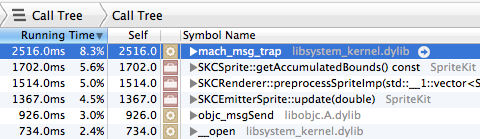 Call Tree Call Tree
Running Time Self Symbol Name
2516.0ms 8.3% 2516.0 mach_msg_trap libsystem_kernel.dylib
1702.0ms 5.6% 1702.0 SKCSprite::getAccumulatedBounds() const SpriteKit
1514.0ms 5.0% 1514.0 SKCRenderer::preprocessSpriteImp(std::__1::vector<S
1367.0ms 4.5% 1367.0 SKCEmitterSprite::update(double) SpriteKit
926.0ms 3.0% 926.0 objc_msgSend libobjc.A.dylib
734.0ms 2.4% 734.0 __open libsystem_kernel.dylib